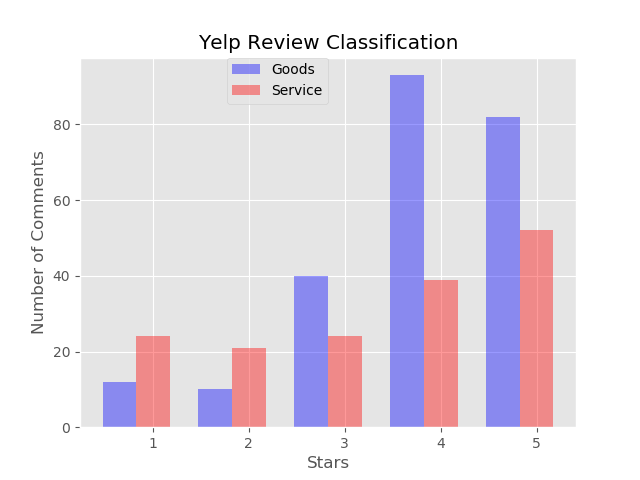 Yelp Review Classification
Goods
Service
Number of Comments
80
60
40
20
0
1 2 3 4 5
Stars